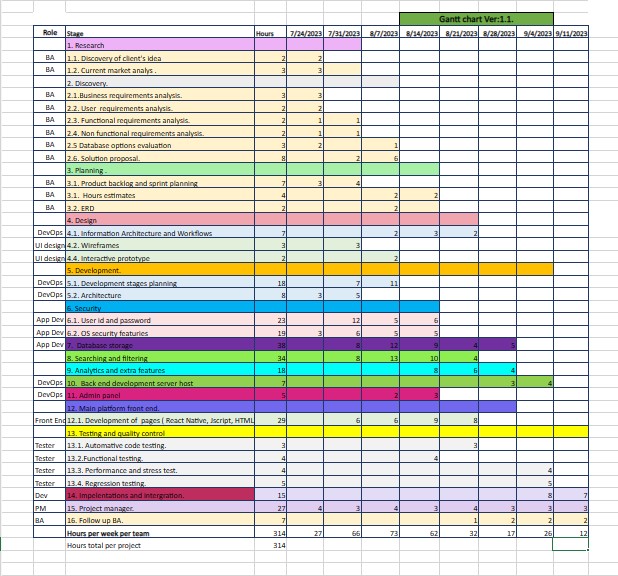 Gantt chart Ver:1.1.
Role Stage Hours 7/24/2023 7/31/2023 8/7/2023 8/14/2023 8/21/2023 8/28/2023 9/4/2023 9/11/2023
1. Research
BA 1.1. Discovery of client's idea 2 2
BA 1.2. Current market analys . 3 3
2. Discovery.
BA 2.1.Business requirements analysis. 3 3
BA 2.2. User requirements analysis. 2 2
BA 2.3. Functional requirements analysis. 2 1 1
BA 2.4. Non functional requirements analysis. 2 1 1
BA 2.5 Database options evaluation 3 2 1
BA 2.6. Solution proposal. 8 2 6
3. Planning .
BA 3.1. Product backlog and sprint planning 7 3 4
BA 3.1. Hours estimates 4 2 2
BA 3.2. ERD 2 2
4. Design
DevOps 4.1. Information Architecture and Workflows 7 2 3 2
UI design 4.2. Wireframes 3 3
UI design 4.4. Interactive prototype 2 2
5. Development.
DevOps 5.1. Development stages planning 18 7 11
DevOps 5.2. Architecture 8 3 5
6. Security
App Dev 6.1. User id and password 23 12 5 6
App Dev 6.2. OS security featuries 19 3 6 5 5
App Dev 7. Database storage 38 8 12 9 4 5
8. Searching and filtering 34 8 13 10 4
9. Analytics and extra features 18 8 6 4
DevOps 10. Back end development server host 7 3 4
DevOps 11. Admin panel 5 2 3
12. Main platform front end.
Front End 12.1. Development of pages ( React Native, Jscript, HTML 29 6 6 9 8
13. Testing and quality control
Tester 13.1. Automative code testing. 3 3
Tester 13.2.Functional testing. 4 4
Tester 13.3. Performance and stress test. 4 4
Tester 13.4. Regression testing. 5 5
Dev 14. Impelentations and Intergration. 15 8 7
PM 15. Project manager. 27 4 3 4 3 4 3 3 3
BA 16. Follow up BA. 7 1 2 2 2
Hours per week per team 314 27 66 73 62 32 17 26 12
Hours total per project 314